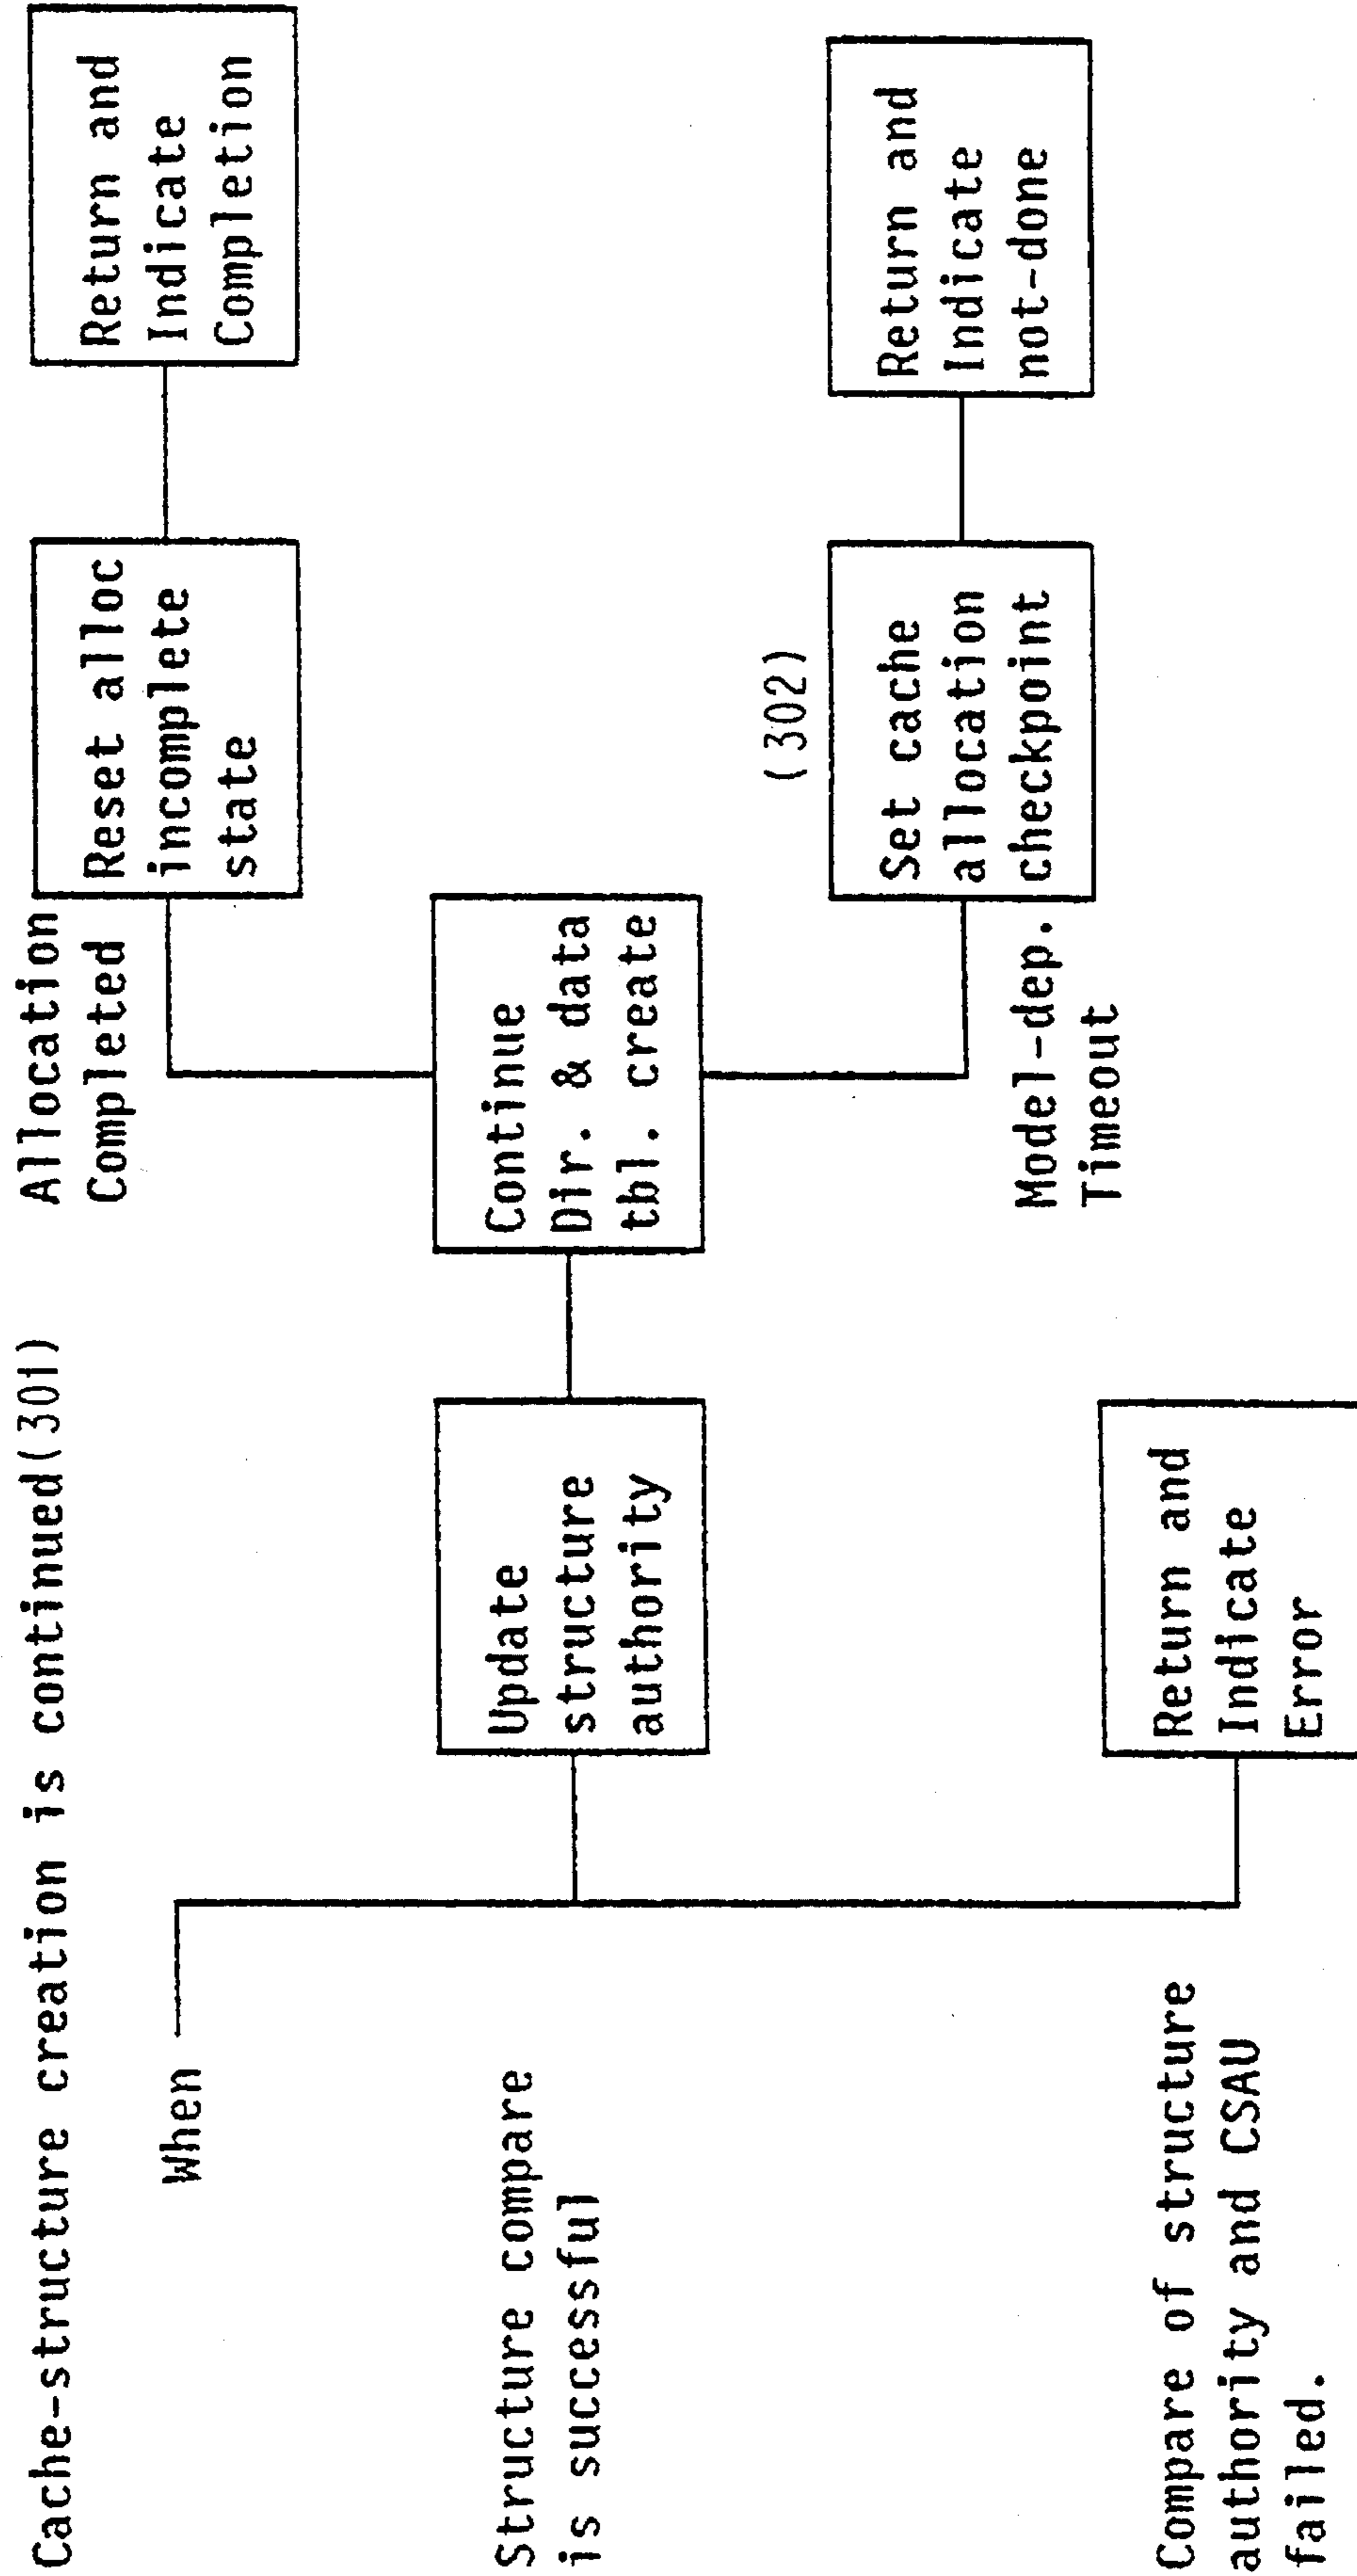 Cache-structure creation is continued(301)
Allocation
Completed
When
Reset alloc
incomplete
state
Return and
Indicate
Completion
Structure compare
is successful
Update
structure
authority
Continue
Dir. & data
tbl. create
(302)
Model-dep.
Timeout
Set cache
allocation
checkpoint
Return and
Indicate
not-done
Compare of structure
authority and CSAU
failed.
Return and
Indicate
Error